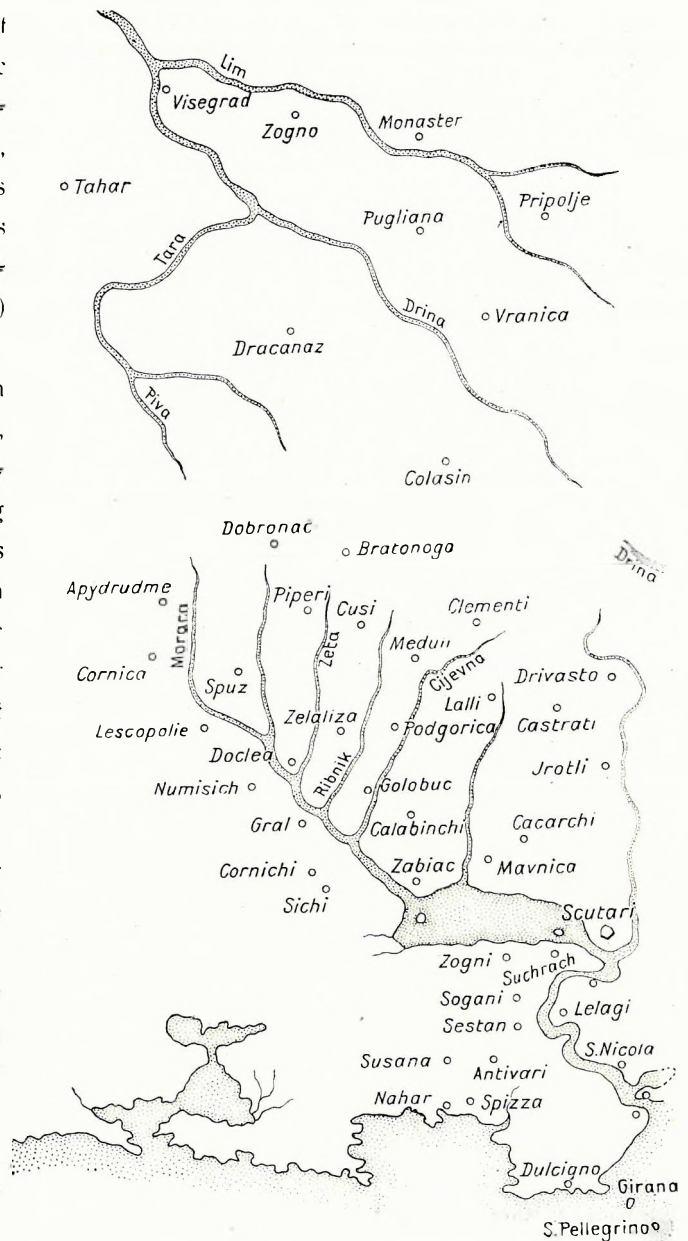 Lim
Visegrad
Zogno
Monaster
Tahar
Pripolje
Pugliana
Tara
Drina
Vranica
Dracanaz
Piva
Colasin
Dobronac
Bratonogo
Drina
Apydrudme
Piperi
Cusi
Clementi
Morara
Zeta
Medun
Cijevna
Cornica
Spuz
Drivasto
Lalli
Lescopolie
Zelaliza
Podgorica
Castrati
Doclea
Jrotli
Numisich
Ribnik
Golobuc
Gral
Calabinchi
Cacarchi
Cornichi
Zabiac
Mavnica
Sichi
Scutari
Zogni
Suchrach
Sogani
Lelagi
Sestan
S.Nicola
Susana
Antivari
Nahar
Spizza
Dulcigno
Girana
S.Pellegrino